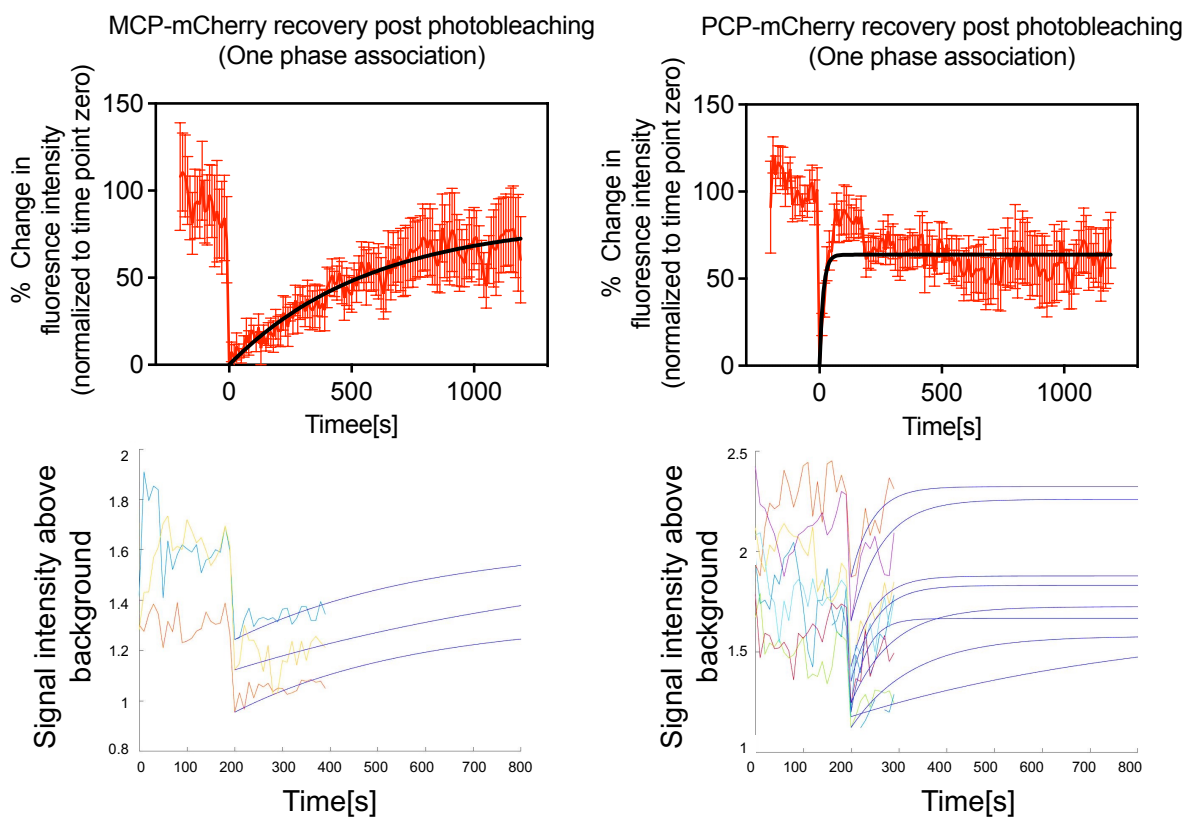 MCP-mCherry recovery post photobleaching
(One phase association)
% Change in
fluoresence intensity
(normalized to time point zero)
150
100
50
0
0
500
1000
Timee[s]
PCP-mCherry recovery post photobleaching
(One phase association)
% Change in
fluoresence intensity
(normalized to time point zero)
150
100
50
0
0
500
1000
Time[s]
Signal intensity above
background
2
1.8
1.6
1.4
1.2
1
0.8
0
100
200
300
400
500
600
700
800
Time[s]
Signal intensity above
background
2.5
2
1.5
1
100
200
300
400
500
600
700
800
Time[s]